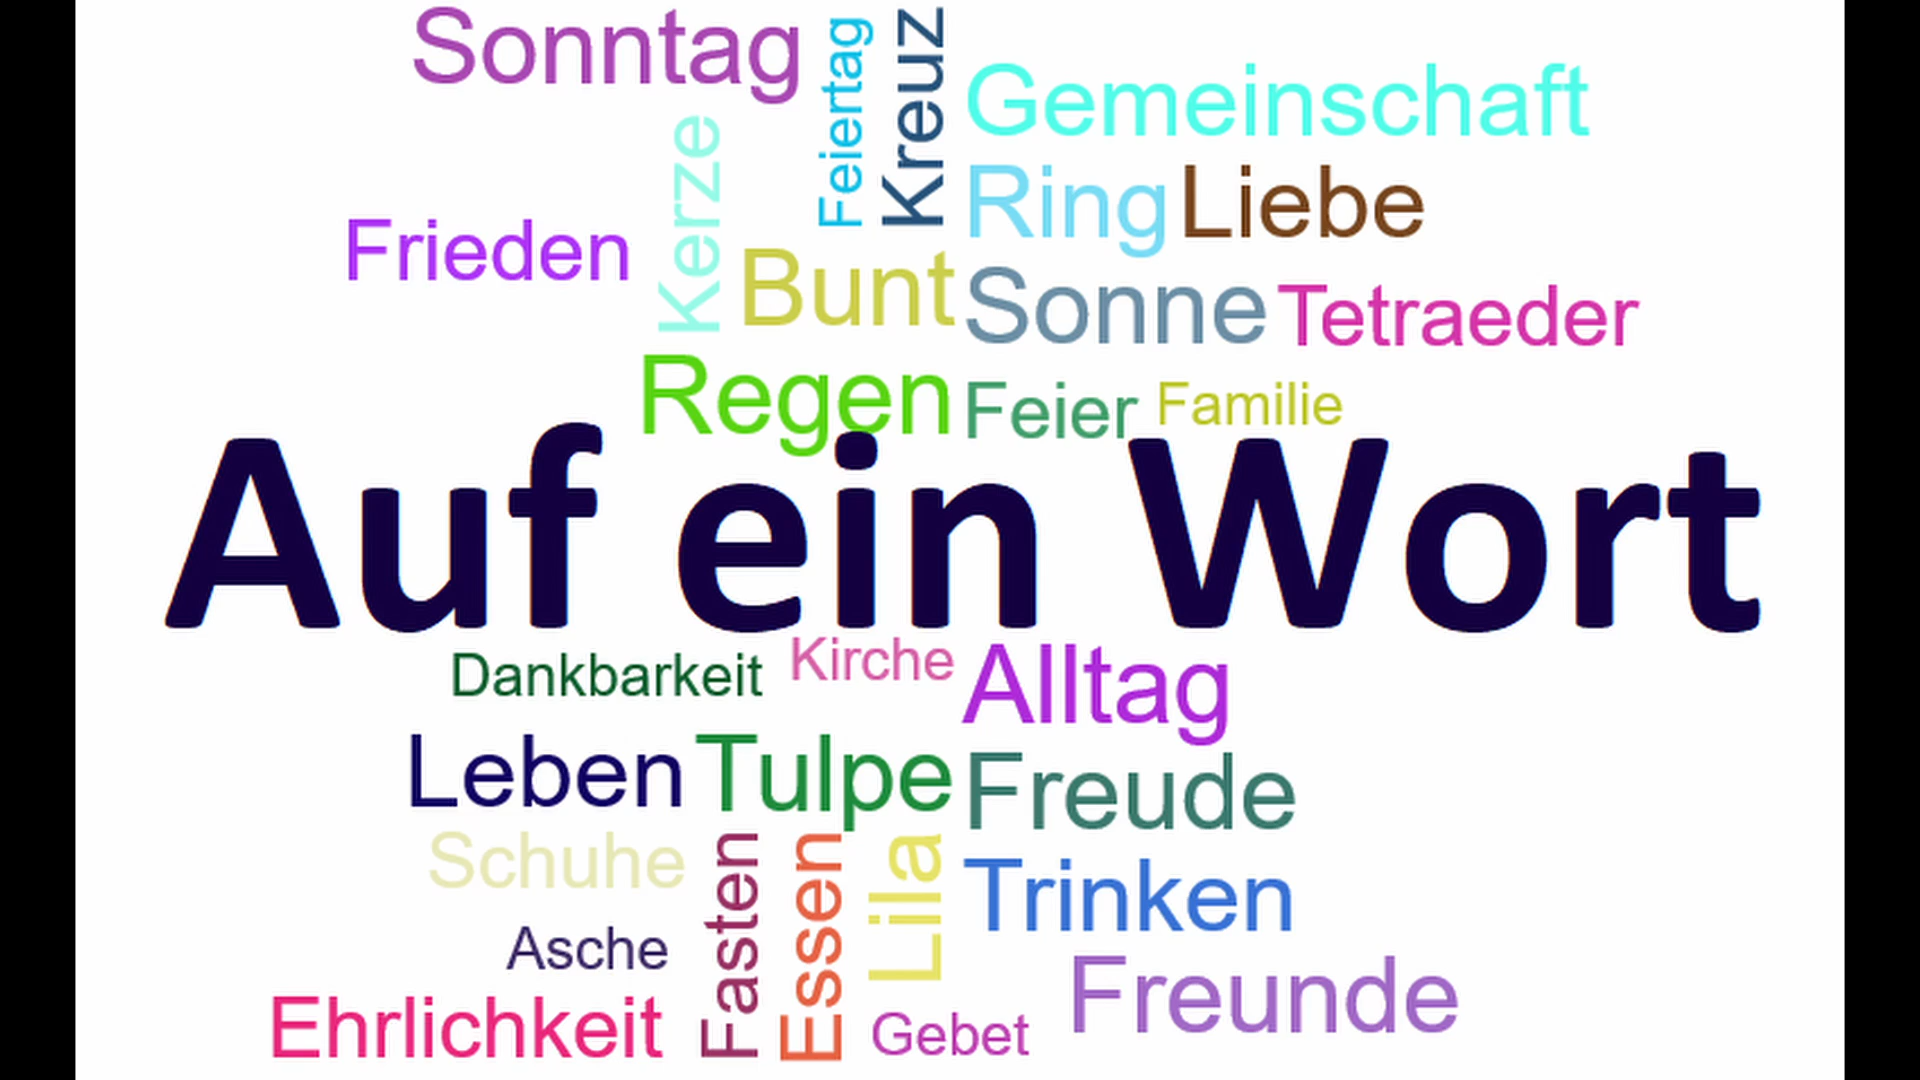 Sonntag
Feiertag
Kreuz
Gemeinschaft
Kerze
Ring
Liebe
Frieden
Bunt
Sonne
Tetraeder
Regen
Feier
Familie
Auf ein Wort
Dankbarkeit
Kirche
Alltag
Leben
Tulpe
Freude
Schuhe
Fasten
Essen
Lila
Trinken
Asche
Freunde
Ehrlichkeit
Gebet